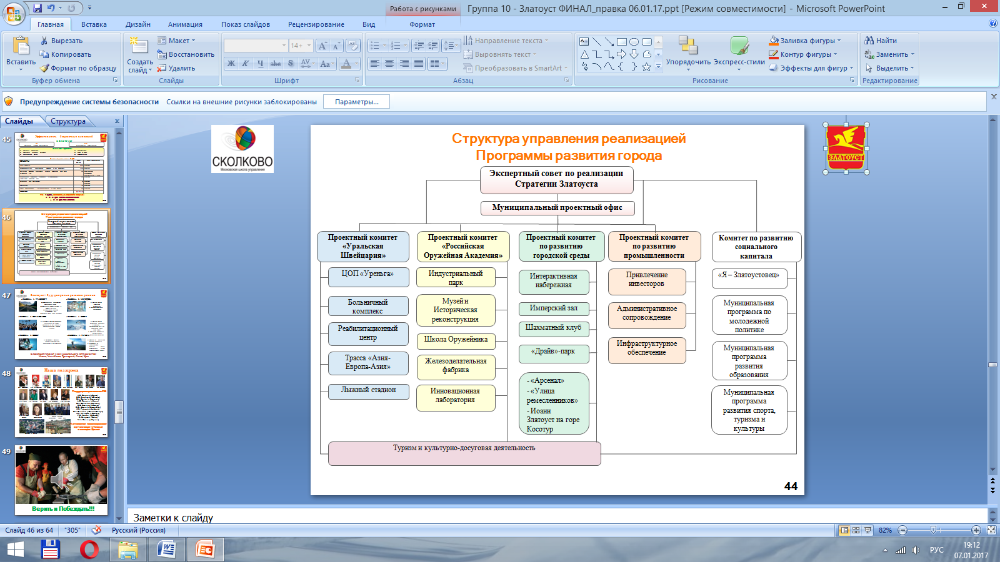 Работа с рисунками
Группа 10 - Златоуст ФИНАЛ_правка 06.01.17.ppt [Режим совместимости] - Microsoft PowerPoint
Главная
Вставка
Дизайн
Анимация
Показ слайдов
Рецензирование
Вид
Формат
Вставить
Вырезать
Копировать
Формат по образцу
Буфер обмена
Создать
слайд
Макет
Восстановить
Удалить
Слайды
14+
Ж К Ч abc S AV Aa A
Шрифт
Направление текста
Выровнять текст
Преобразовать в SmartArt
Абзац
Упорядочить
Экспресс-стили
Заливка фигуры
Контур фигуры
Эффекты для фигур
Рисование
Найти
Заменить
Выделить
Редактирование
Предупреждение системы безопасности
Ссылки на внешние рисунки заблокированы
Параметры...
Слайды
Структура
45
46
47
48
Наша поддержка
49
Верить и Побеждать!!!
СКОЛКОВО
Московская школа управления
ЗЛАТОУСТ
Структура управления реализацией
Программы развития города
Экспертный совет по реализации
Стратегии Златоуста
Муниципальный проектный офис
Проектный комитет
«Уральская
Швейцария»
ЦОП «Уреньга»
Больничный
комплекс
Реабилитационный
центр
Трасса «Азия-
Европа-Азия»
Лыжный стадион
Проектный комитет
«Российская
Оружейная Академия»
Индустриальный
парк
Музей и
Историческая
реконструкция
Школа Оружейника
Железоделательная
фабрика
Инновационная
лаборатория
Проектный комитет
по развитию
городской среды
Интерактивная
набережная
Имперский зал
Шахматный клуб
«Драйв»-парк
- «Арсенал»
- «Улица
ремесленников»
- Иоанн
Златоуст на горе
Косотур
Проектный комитет
по развитию
промышленности
Привлечение
инвесторов
Административное
сопровождение
Инфраструктурное
обеспечение
Комитет по развитию
социального
капитала
«Я – Златоустовец»
Муниципальная
программа по
молодежной
политике
Муниципальная
программа
развития
образования
Муниципальная
программа
развития спорта,
туризма и
культуры
Туризм и культурно-досуговая деятельность
44
Заметки к слайду
Слайд 46 из 64
"305"
Русский (Россия)
82%
РУС
19:12
07.01.2017